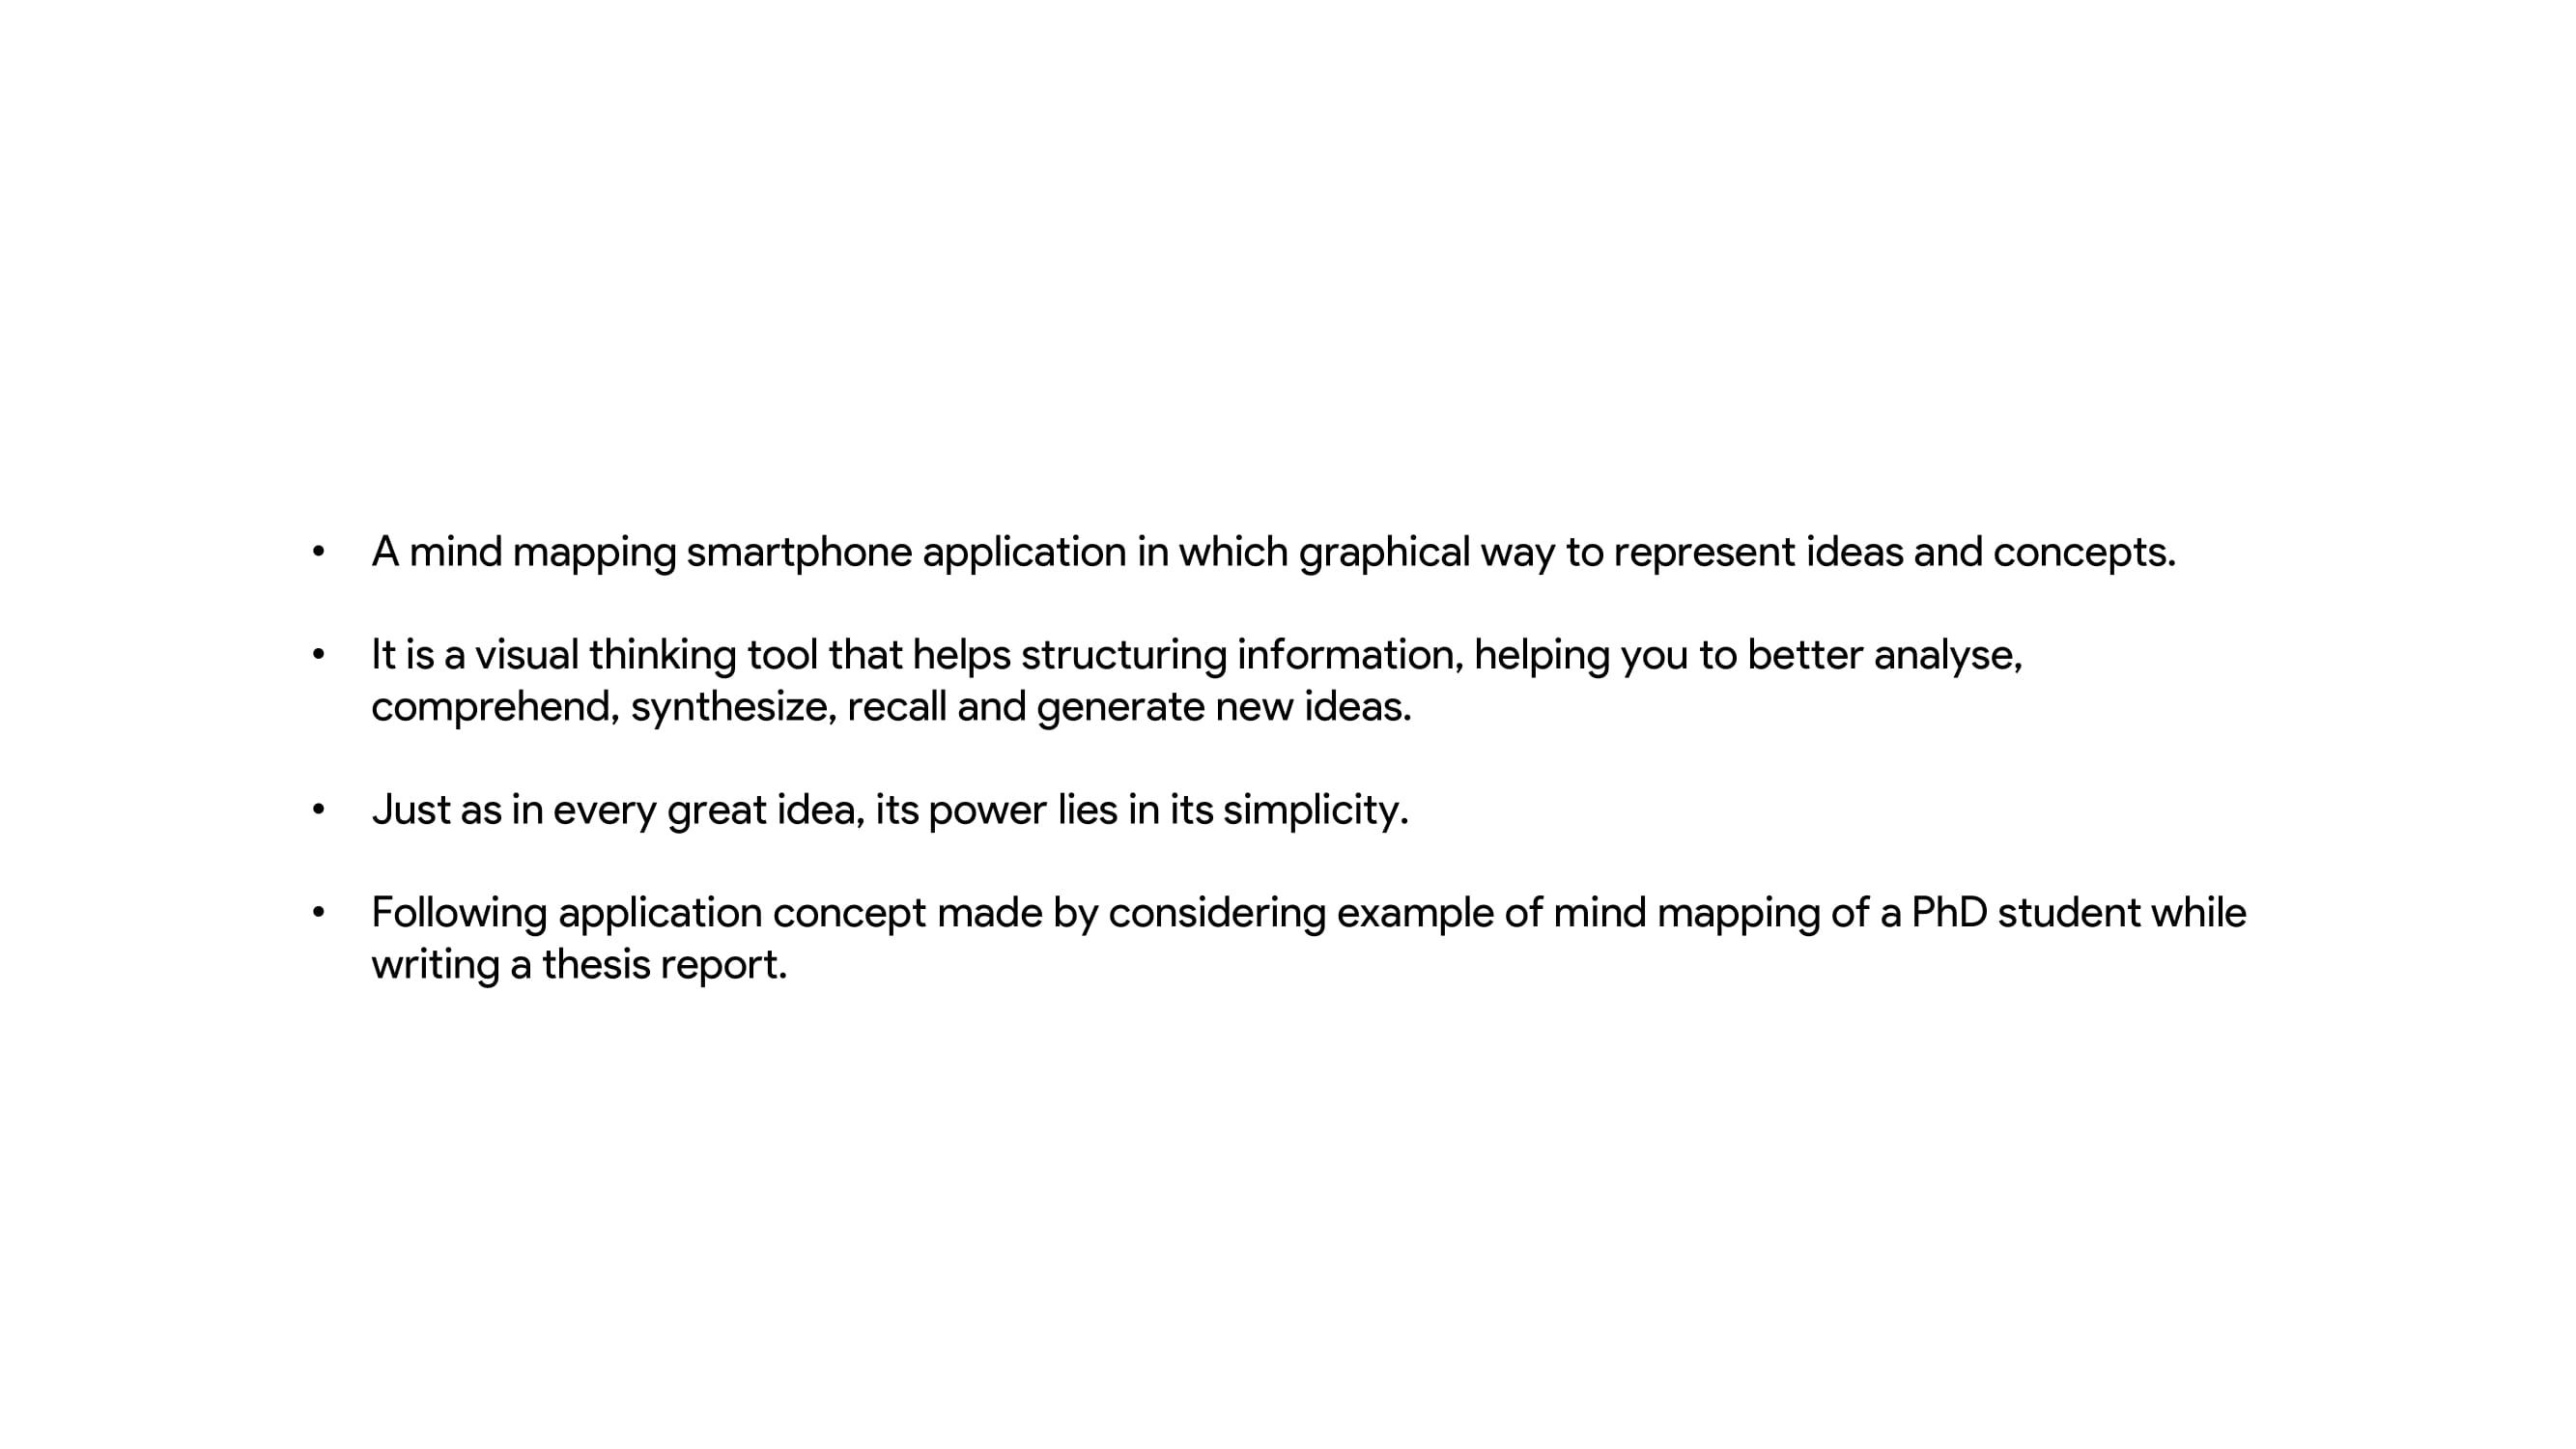 • A mind mapping smartphone application in which graphical way to represent ideas and concepts.
• It is a visual thinking tool that helps structuring information, helping you to better analyse,
comprehend, synthesize, recall and generate new ideas.
• Just as in every great idea, its power lies in its simplicity.
• Following application concept made by considering example of mind mapping of a PhD student while
writing a thesis report.